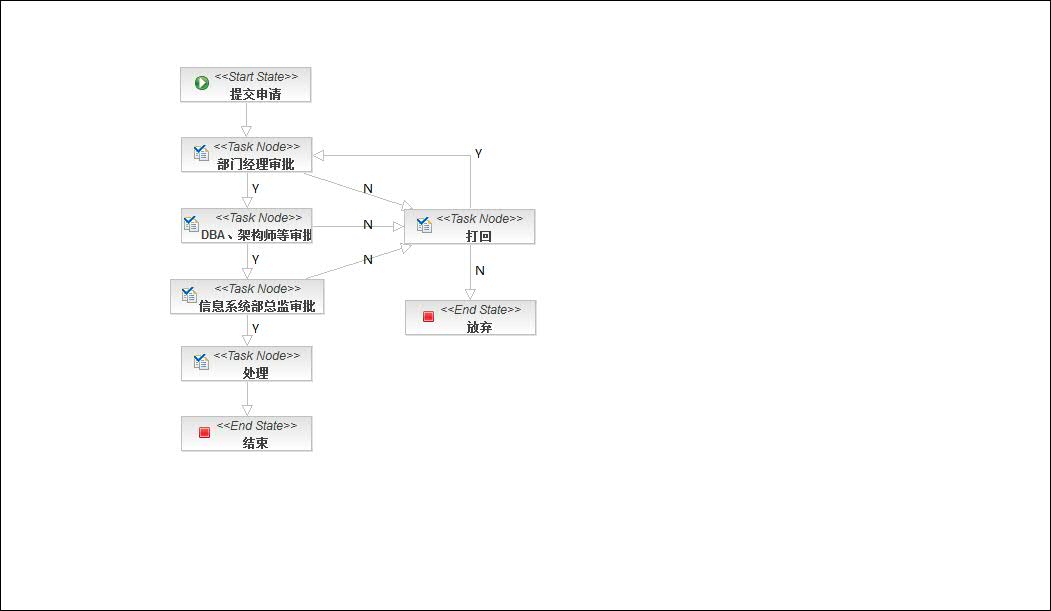 <<Start State>>
提交申请
<<Task Node>>
部门经理审批
Y
Y
N
<<Task Node>>
DBA、架构师等审批
N
<<Task Node>>
打回
Y
N
N
<<Task Node>>
信息系统部总监审批
<<End State>>
放弃
Y
<<Task Node>>
处理
<<End State>>
结束